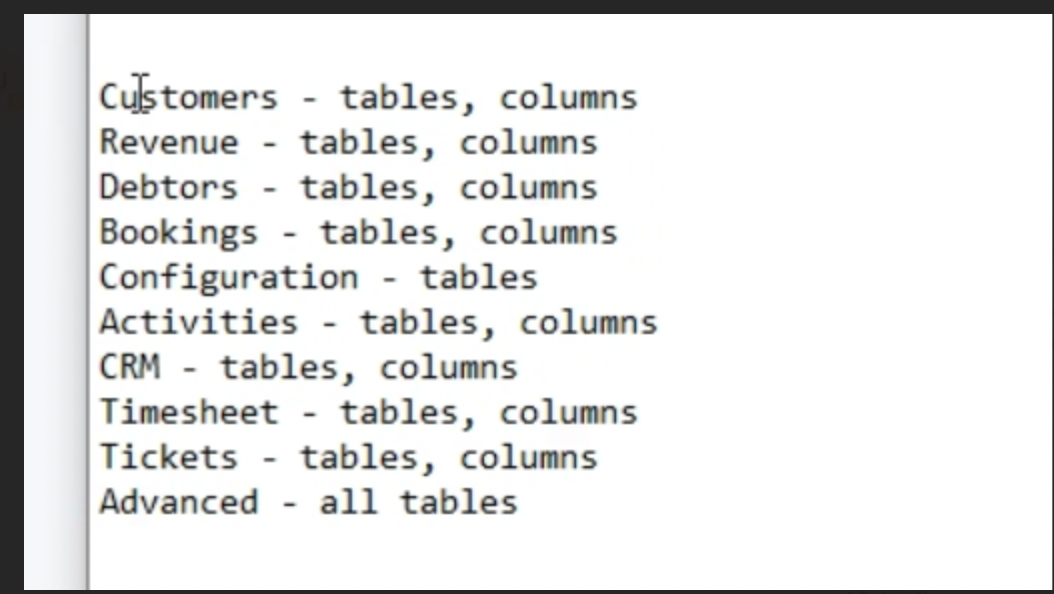 Customers - tables, columns
Revenue - tables, columns
Debtors - tables, columns
Bookings - tables, columns
Configuration - tables
Activities - tables, columns
CRM - tables, columns
Timesheet - tables, columns
Tickets - tables, columns
Advanced - all tables